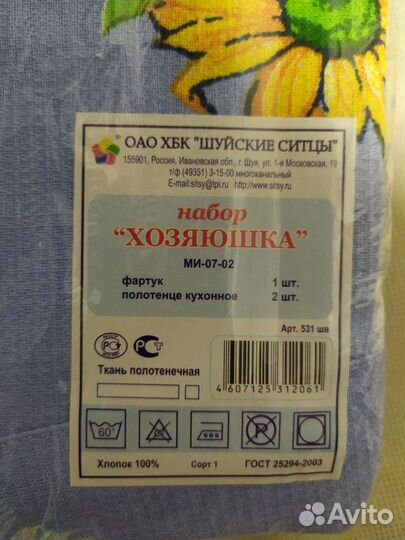 ОАО ХБК "ШУЙСКИЕ СИТЦЫ"
155901, Россия, Ивановская обл., г. Шуя, ул. 1-я Московская, 19
т/ф (49351) 3-15-00 многоканальный
E-mail:sitsy@tpi.ru http://www.sitsy.ru
набор
"ХОЗЯЮШКА"
МИ-07-02
фартук 1 шт.
полотенце кухонное 2 шт.
Арт. 531 шв
Ткань полотенечная
4 607125 312061
60°
P
Хлопок 100% Сорт 1 ГОСТ 25294-2003
Avito